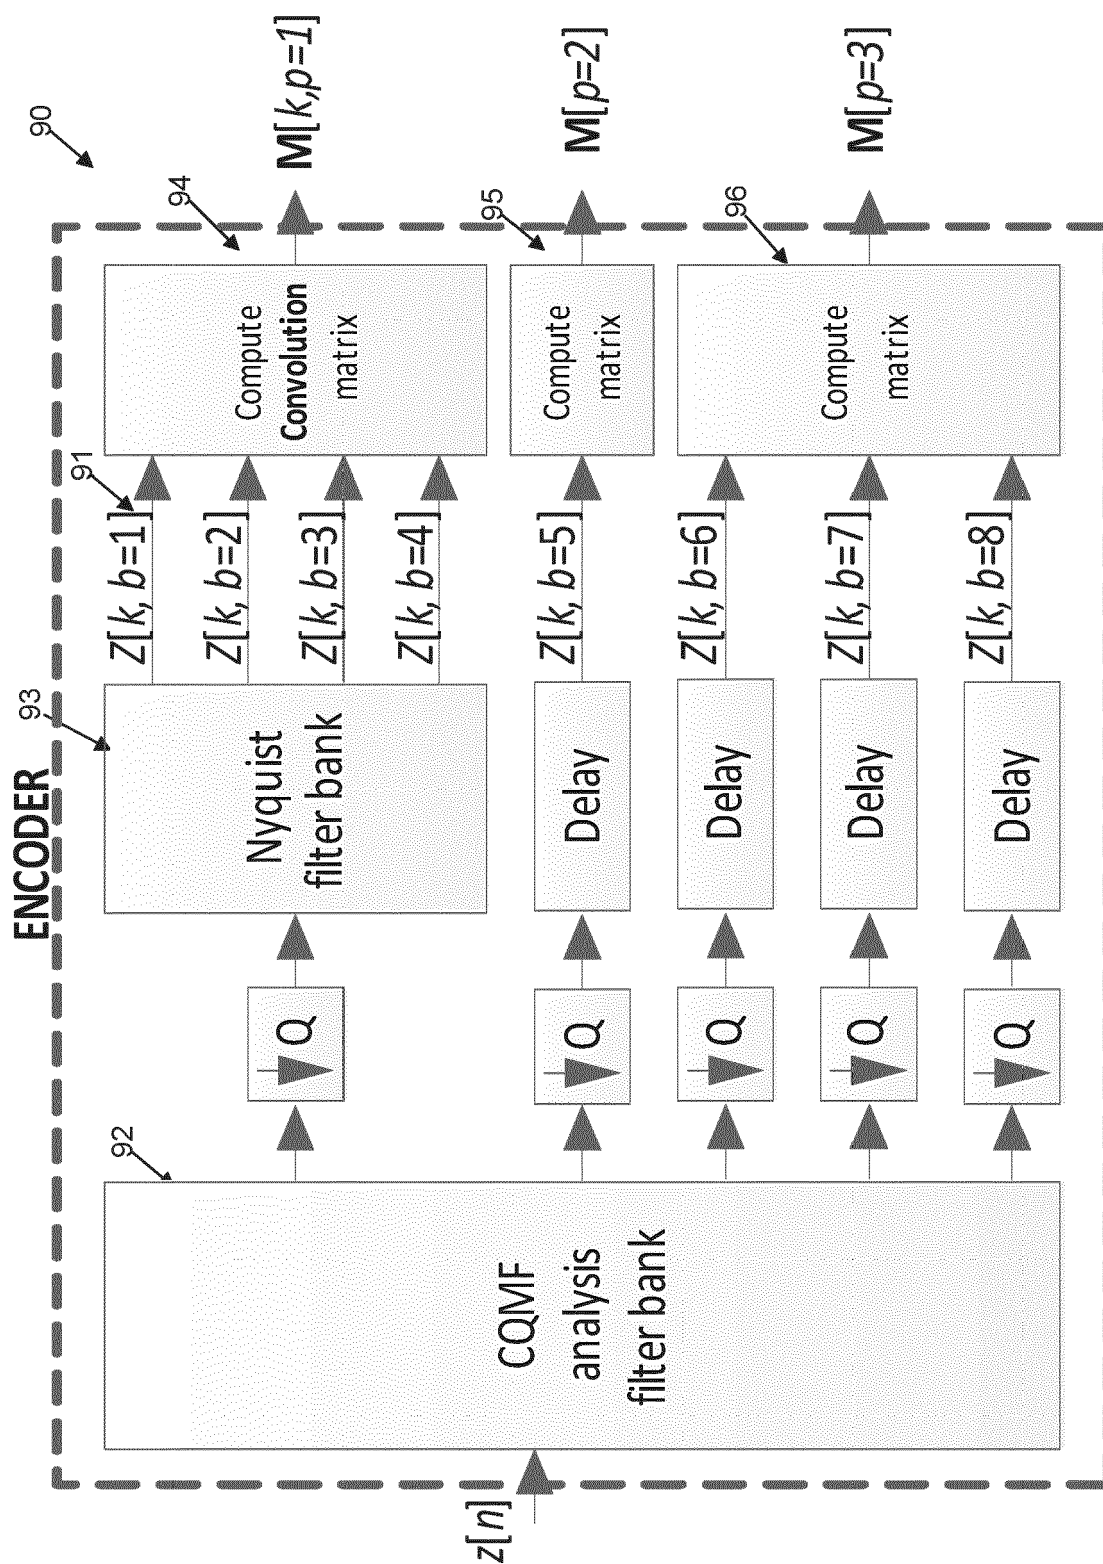 ENCODER
90
z[n]
92
CQMF
analysis
filter bank
Q
Q
Q
Q
Q
93
Nyquist
filter bank
Delay
Delay
Delay
Delay
91
Z[k, b=1]
Z[k, b=2]
Z[k, b=3]
Z[k, b=4]
Z[k, b=5]
Z[k, b=6]
Z[k, b=7]
Z[k, b=8]
94
Compute
Convolution
matrix
95
Compute
matrix
96
Compute
matrix
M[k,p=1]
M[p=2]
M[p=3]